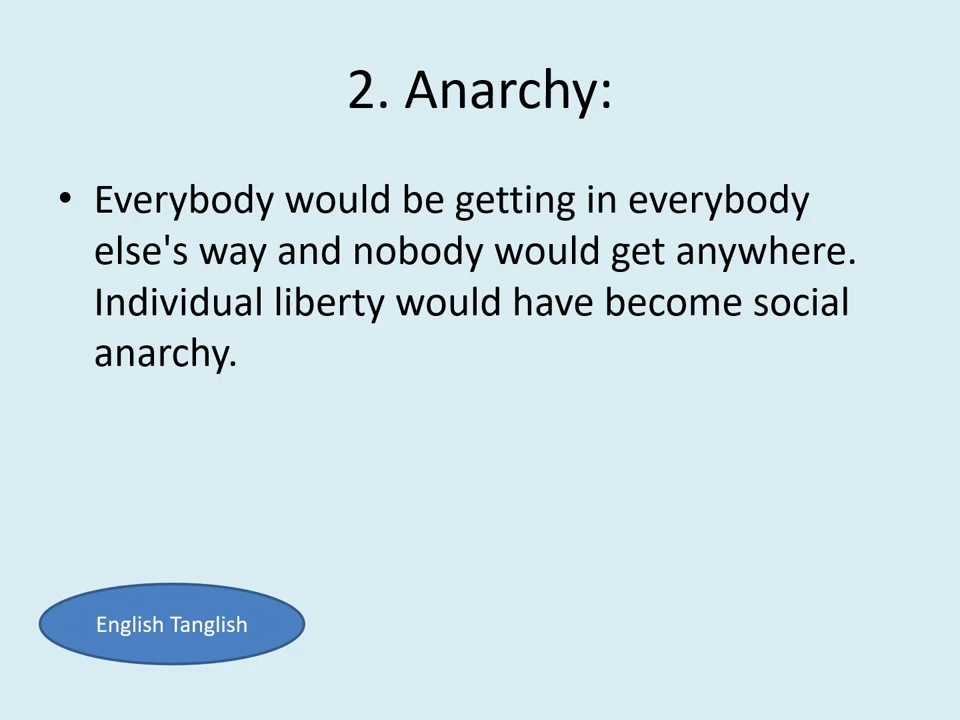 2. Anarchy:
• Everybody would be getting in everybody
else's way and nobody would get anywhere.
Individual liberty would have become social
anarchy.
English Tanglish